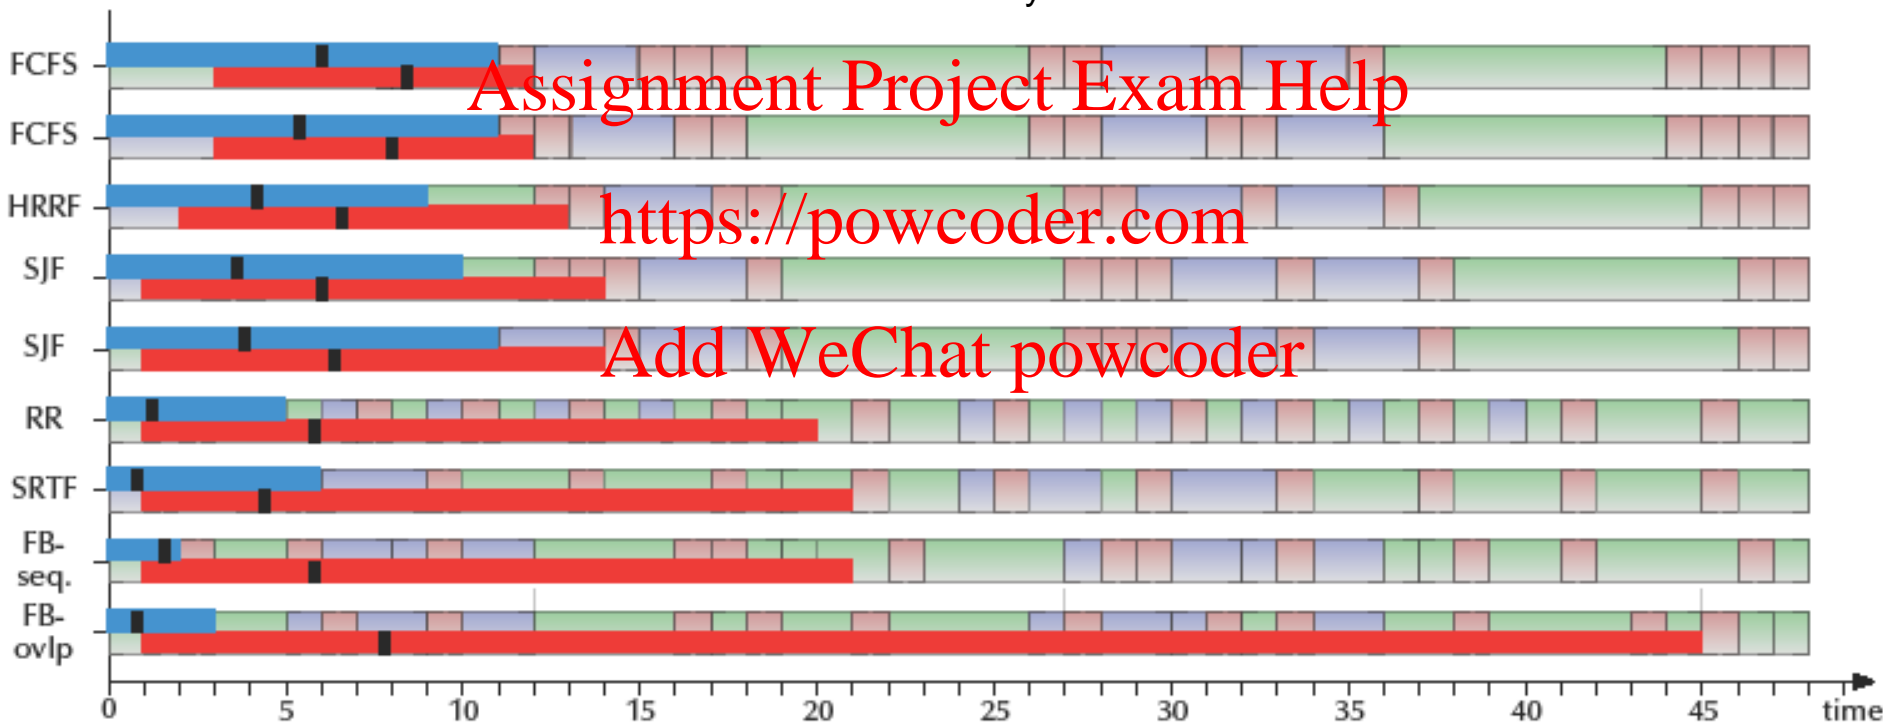 FCFS
Assignment Project Exam Help
FCFS
HRRF
https://powcoder.com
SJF
SJF
Add WeChat powcoder
RR
SRTF
FB-
seq.
FB-
ovlp
0 5 10 15 20 25 30 35 40 45 time